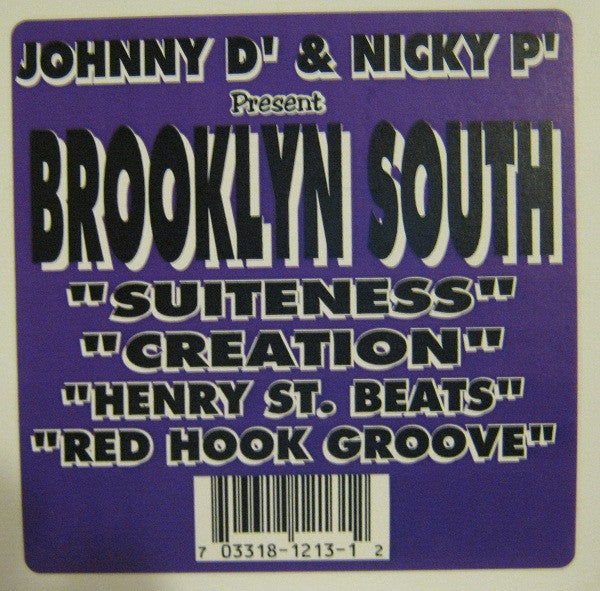 JOHNNY D' & NICKY P'
Present
BROOKLYN SOUTH
"SUITENESS"
"CREATION"
"HENRY ST. BEATS"
"RED HOOK GROOVE"
7 03318-1213-1 2